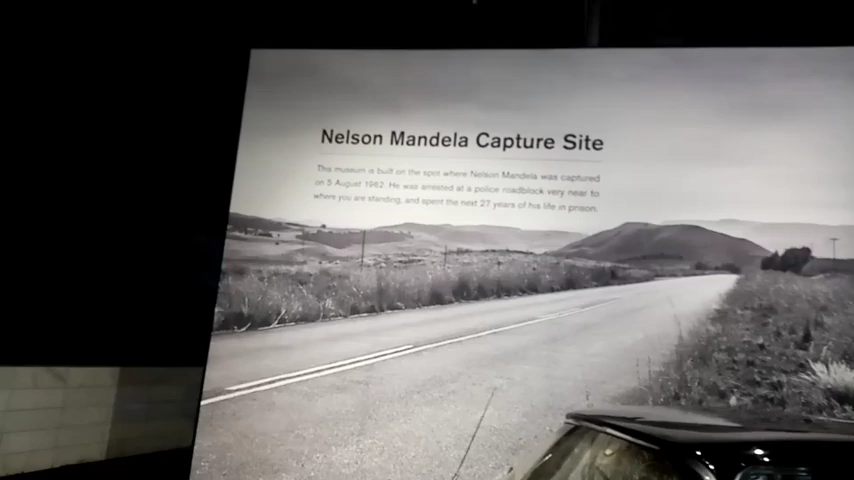 Nelson Mandela Capture Site
This museum is built on the spot where Nelson Mandela was captured
on 5 August 1962. He was arrested at a police roadblock very near to
where you are standing, and spent the next 27 years of his life in prison.